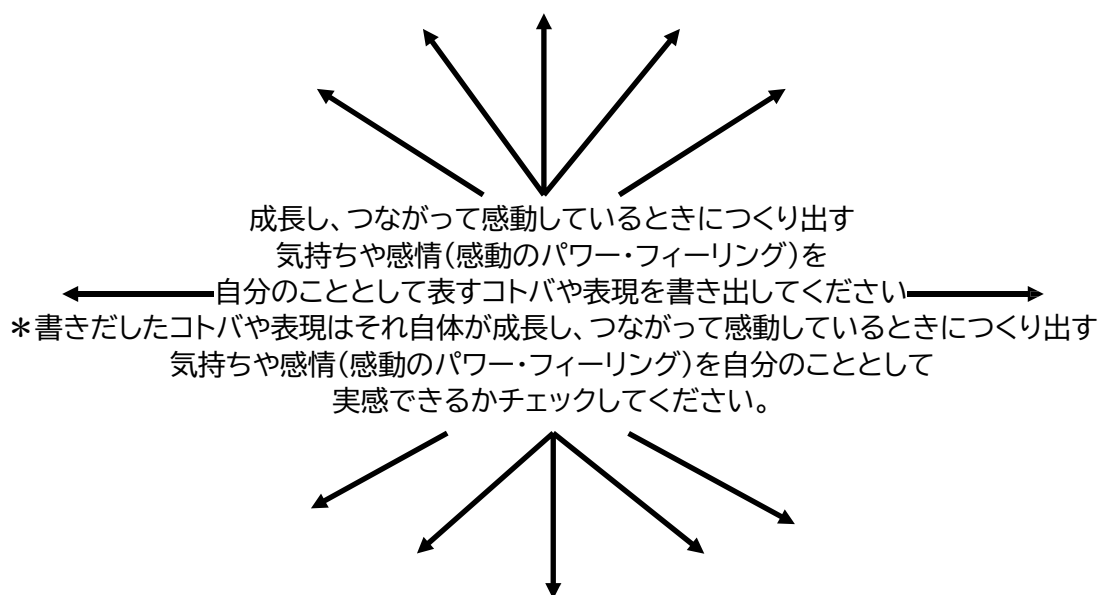 成長し、つながって感動しているときにつくり出す
気持ちや感情(感動のパワー・フィーリング)を
自分のこととして表すコトバや表現を書き出してください
＊書きだしたコトバや表現はそれ自体が成長し、つながって感動しているときにつくり出す
気持ちや感情(感動のパワー・フィーリング)を自分のこととして
実感できるかチェックしてください。